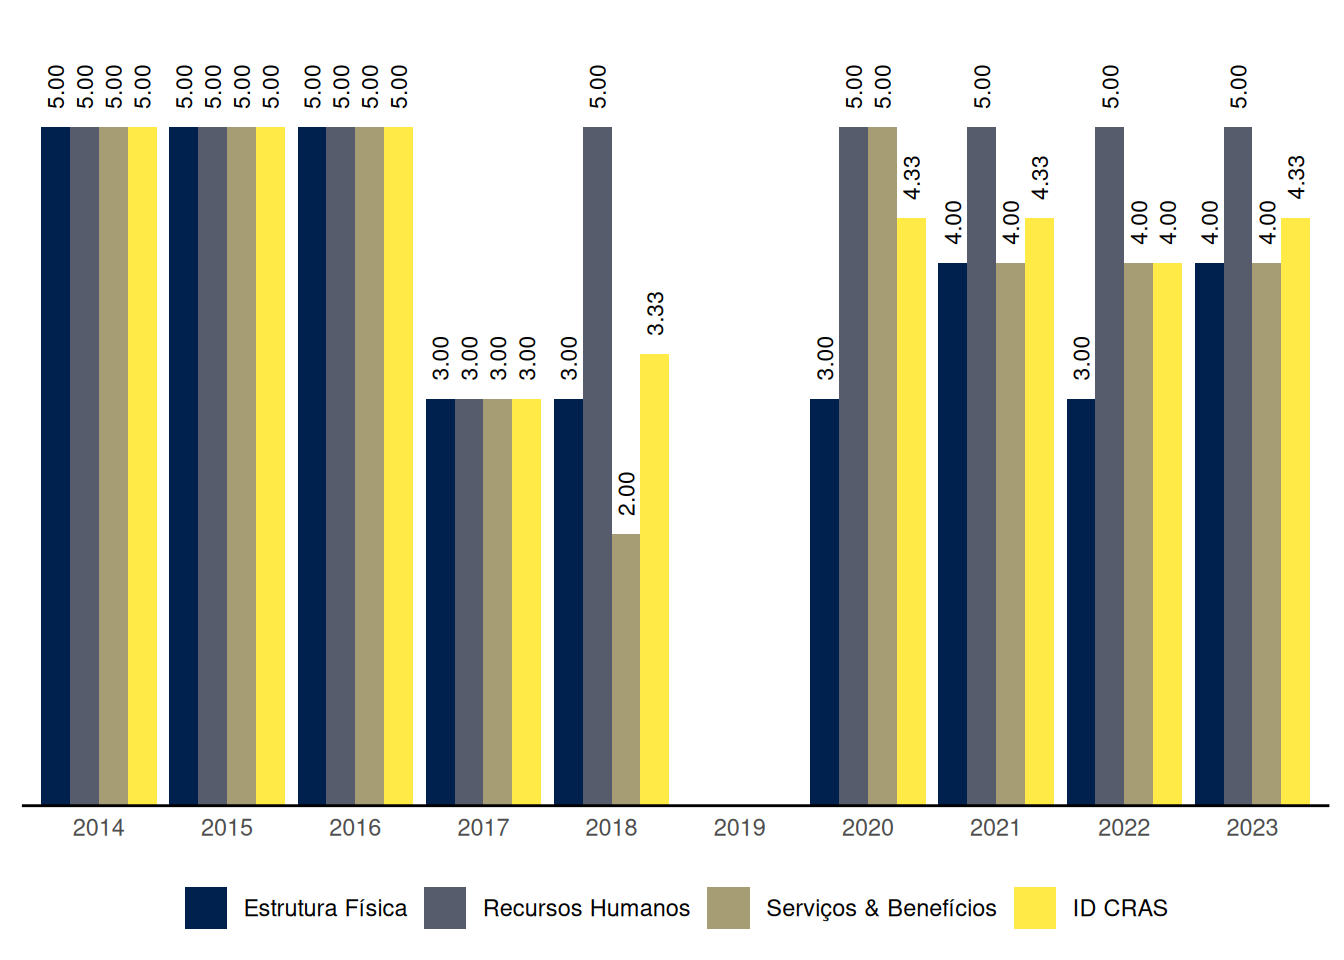 5.00 5.00 5.00 5.00 5.00 5.00 5.00 5.00 5.00 5.00 5.00 5.00 3.00 3.00 3.00 3.00 3.00 5.00 2.00 3.33 3.00 5.00 5.00 4.33 4.00 5.00 4.00 4.33 3.00 5.00 4.00 4.00 4.00 5.00 4.00 4.33
2014 2015 2016 2017 2018 2019 2020 2021 2022 2023
Estrutura Física Recursos Humanos Serviços & Benefícios ID CRAS